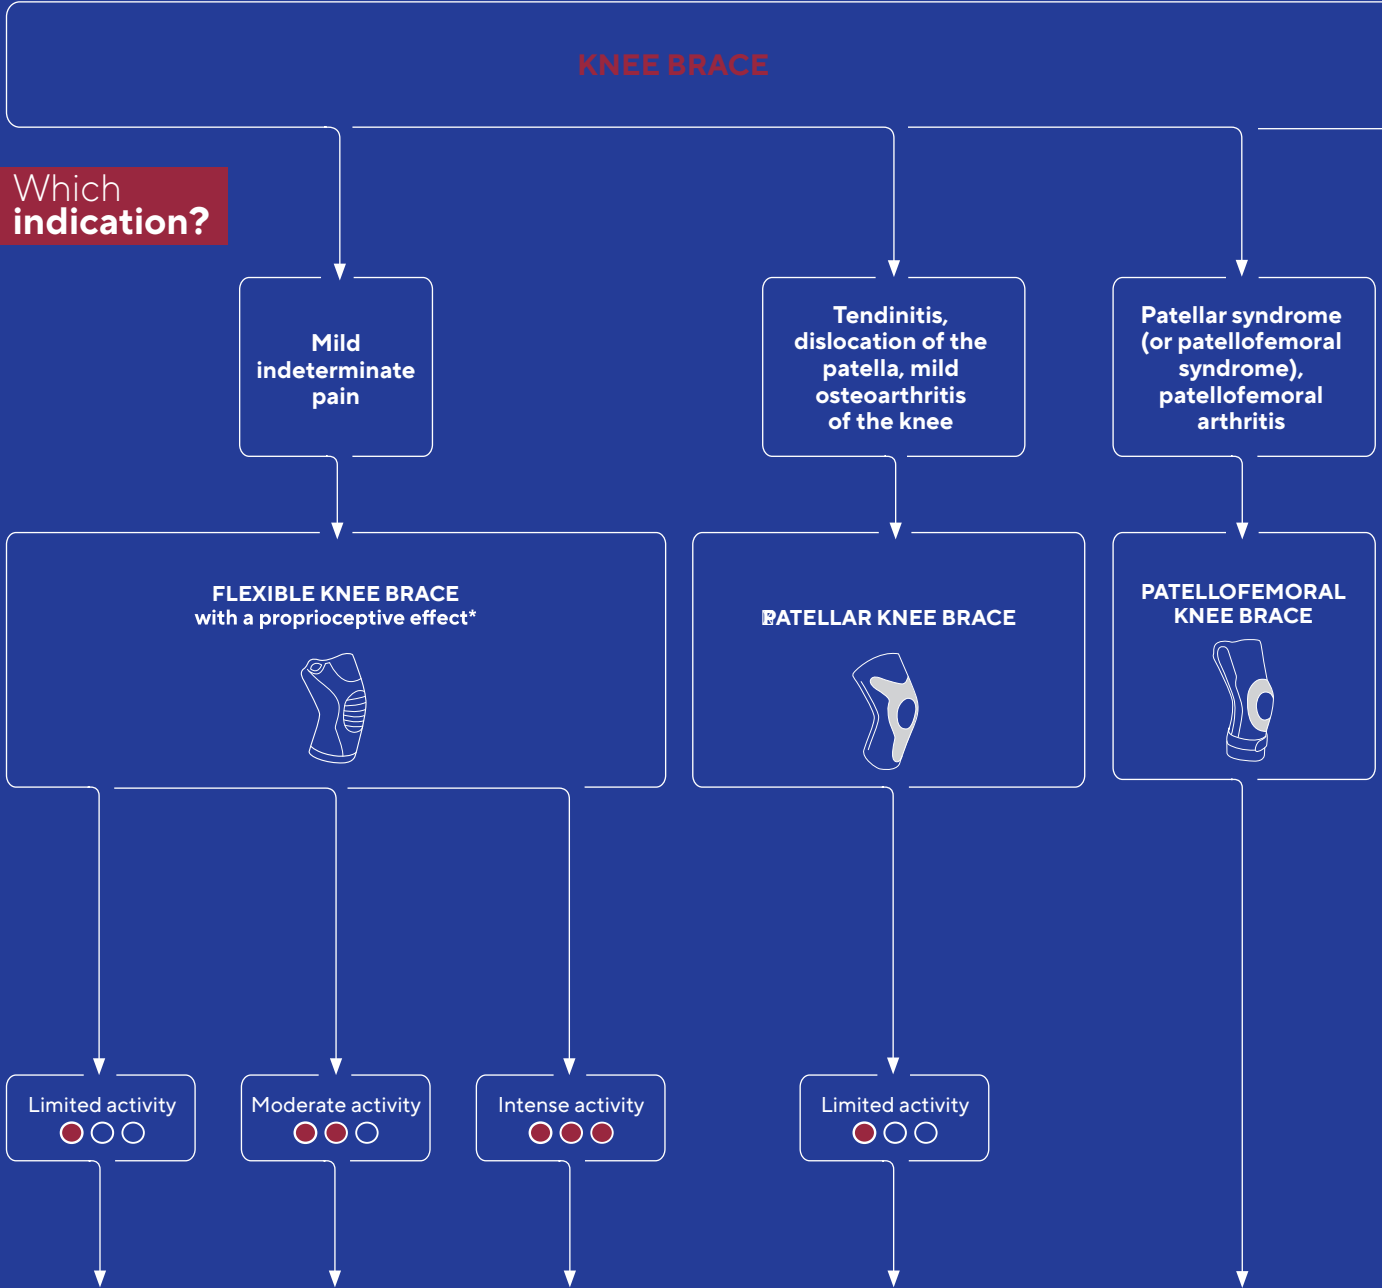 KNEE BRACE
Which
indication?
Mild
indeterminate
pain
Tendinitis,
dislocation of the
patella, mild
osteoarthritis
of the knee
Patellar syndrome
(or patellofemoral
syndrome),
patellofemoral
arthritis
FLEXIBLE KNEE BRACE
with a proprioceptive effect*
PATELLAR KNEE BRACE
PATELLOFEMORAL
KNEE BRACE
Limited activity
Moderate activity
Intense activity
Limited activity